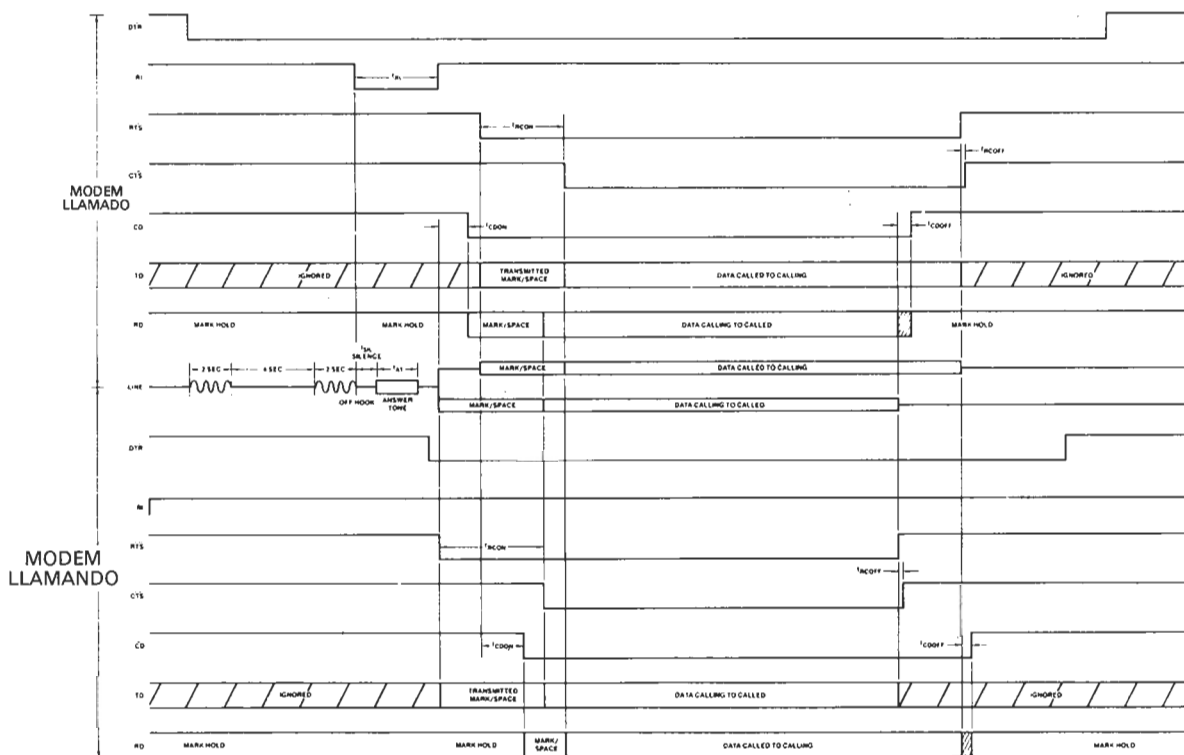 DTR
RI
tRI
RTS
tRCON
tRCOFF
CTS
MODEM
LLAMADO
CD
tCDON
tCDOFF
TD
IGNORED
TRANSMITTED
MARK/SPACE
DATA CALLED TO CALLING
IGNORED
RD
MARK HOLD
MARK HOLD
MARK/SPACE
DATA CALLING TO CALLED
MARK HOLD
tSIL
SILENCE
2 SEC
4 SEC
2 SEC
tAT
MARK/SPACE
DATA CALLED TO CALLING
LINE
OFF HOOK
ANSWER
TONE
MARK/SPACE
DATA CALLING TO CALLED
DTR
RI
RTS
tRCON
MODEM
LLAMANDO
tRCOFF
CTS
CD
tCDON
tCDOFF
TD
IGNORED
TRANSMITTED
MARK/SPACE
DATA CALLING TO CALLED
IGNORED
RD
MARK HOLD
MARK HOLD
MARK/
SPACE
DATA CALLED TO CALLING
MARK HOLD